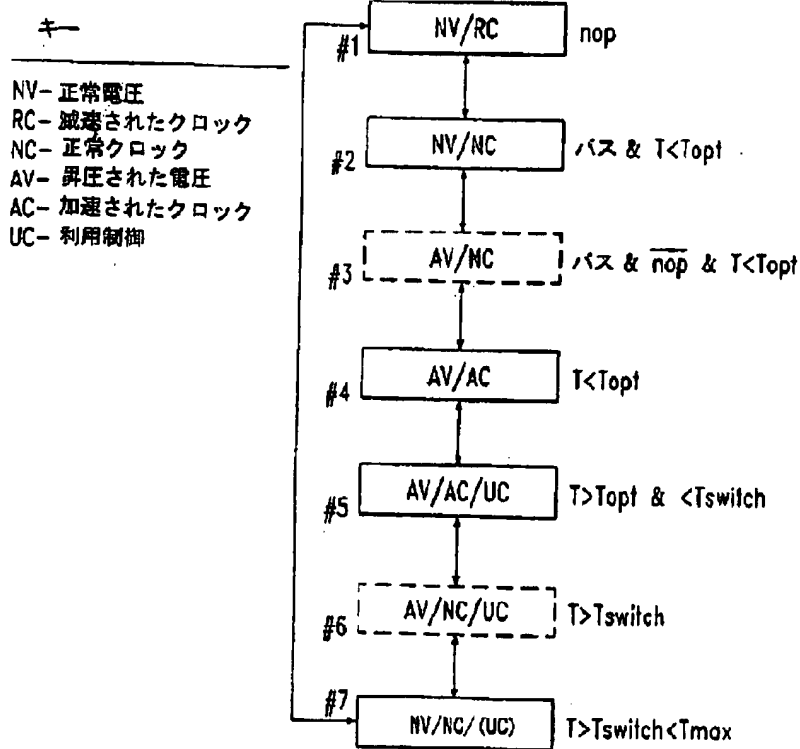 キー
NV- 正常電圧
RC- 減速されたクロック
NC- 正常クロック
AV- 昇圧された電圧
AC- 加速されたクロック
UC- 利用制御
#1 NV/RC nop
#2 NV/NC バス & T<Topt
#3 AV/NC バス & n̅o̅p̅ & T<Topt
#4 AV/AC T<Topt
#5 AV/AC/UC T>Topt & <Tswitch
#6 AV/NC/UC T>Tswitch
#7 NV/NC/(UC) T>Tswitch<Tmax